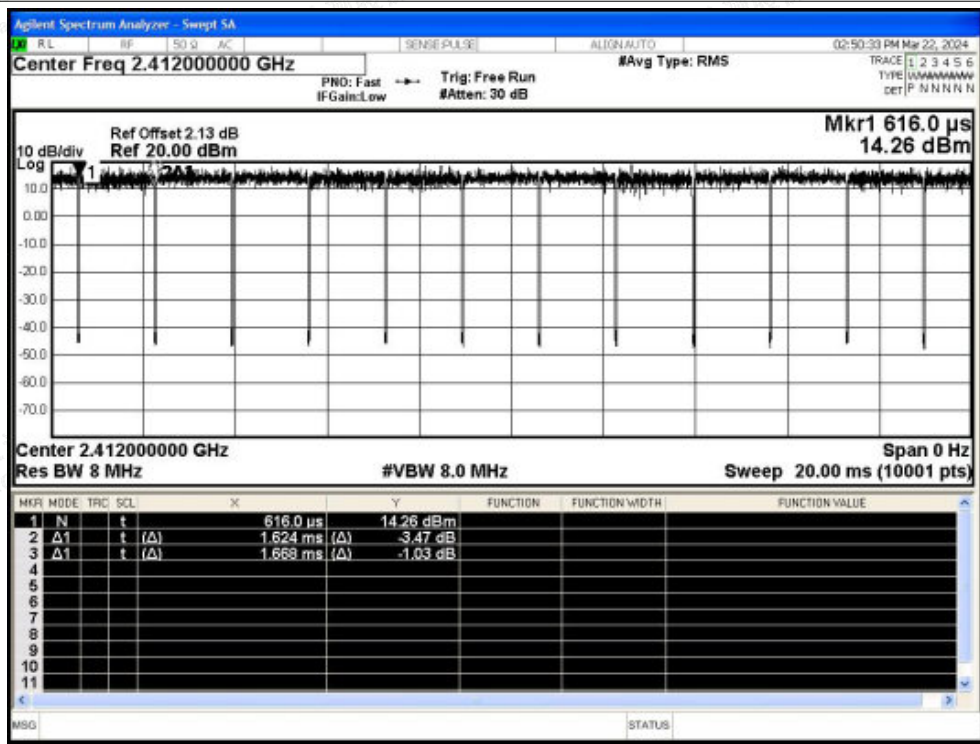 Agilent Spectrum Analyzer - Swept SA
RL RF 50 Ω AC SENSE:PULSE ALIGN AUTO 02:50:33 PM Mar 22, 2024
Center Freq 2.412000000 GHz #Avg Type: RMS TRACE 1 2 3 4 5 6
PNO: Fast Trig: Free Run TYPE WWWWWW
IFGain:Low #Atten: 30 dB DET P N N N N N
Mkr1 616.0 µs
Ref Offset 2.13 dB
10 dB/div Ref 20.00 dBm 14.26 dBm
Log
1 2Δ1
10.0
0.00
-10.0
-20.0
-30.0
-40.0
-50.0
-60.0
-70.0
Center 2.412000000 GHz Span 0 Hz
Res BW 8 MHz #VBW 8.0 MHz Sweep 20.00 ms (10001 pts)
MKR MODE TRC SCL X Y FUNCTION FUNCTION WIDTH FUNCTION VALUE
1 N t 616.0 µs 14.26 dBm
2 Δ1 t (Δ) 1.624 ms (Δ) -3.47 dB
3 Δ1 t (Δ) 1.668 ms (Δ) -1.03 dB
4
5
6
7
8
9
10
11
MSG STATUS